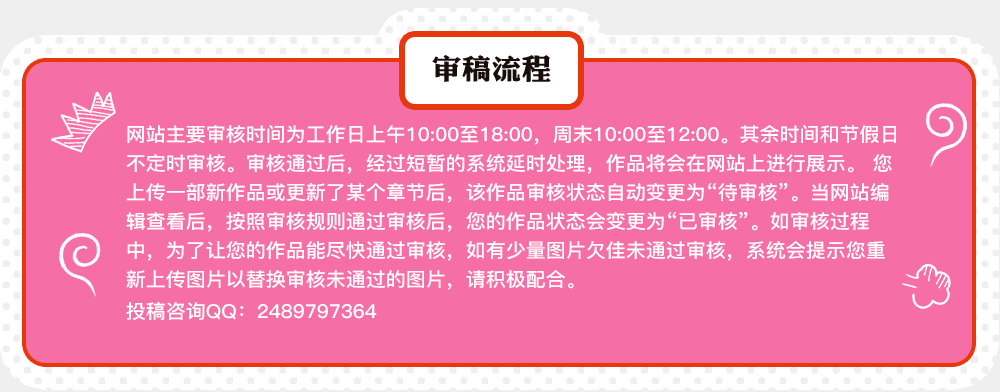 审稿流程
网站主要审核时间为工作日上午10:00至18:00，周末10:00至12:00。其余时间和节假日
不定时审核。审核通过后，经过短暂的系统延时处理，作品将会在网站上进行展示。 您
上传一部新作品或更新了某个章节后，该作品审核状态自动变更为“待审核”。当网站编
辑查看后，按照审核规则通过审核后，您的作品状态会变更为“已审核”。如审核过程
中，为了让您的作品能尽快通过审核，如有少量图片欠佳未通过审核，系统会提示您重
新上传图片以替换审核未通过的图片，请积极配合。
投稿咨询QQ：2489797364